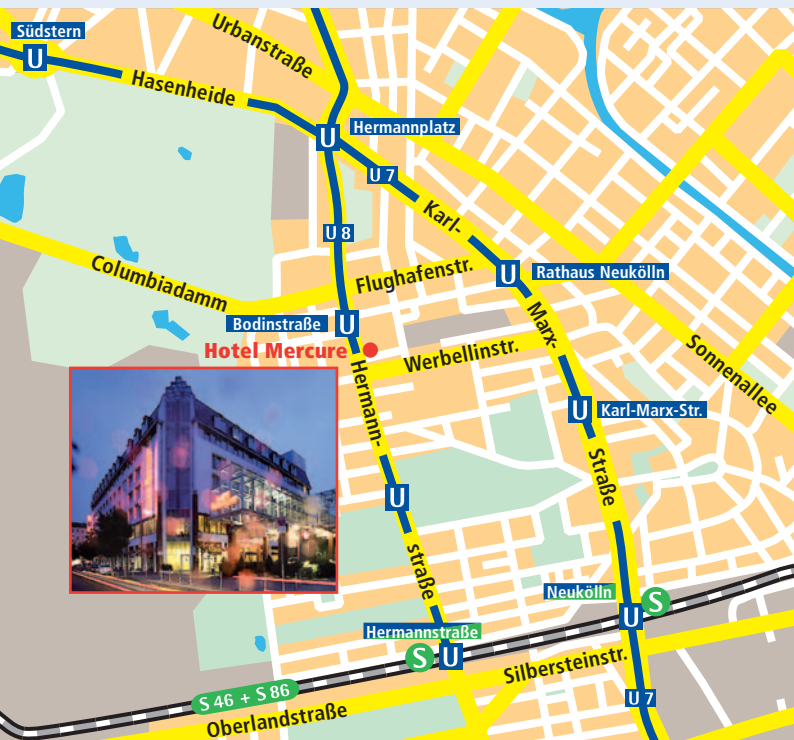 Südstern
U
Urbanstraße
Hasenheide
Hermannplatz
U
U 7
Karl-
U 8
Columbiadamm
Flughafenstr.
U
Rathaus Neukölln
Bodinstraße
U
Marx-
Hotel Mercure
Werbellinstr.
Sonnenallee
Hermann-
U
Karl-Marx-Str.
Straße
U
straße
Neukölln
S
U
Hermannstraße
S
U
Silbersteinstr.
S 46 + S 86
U 7
Oberlandstraße